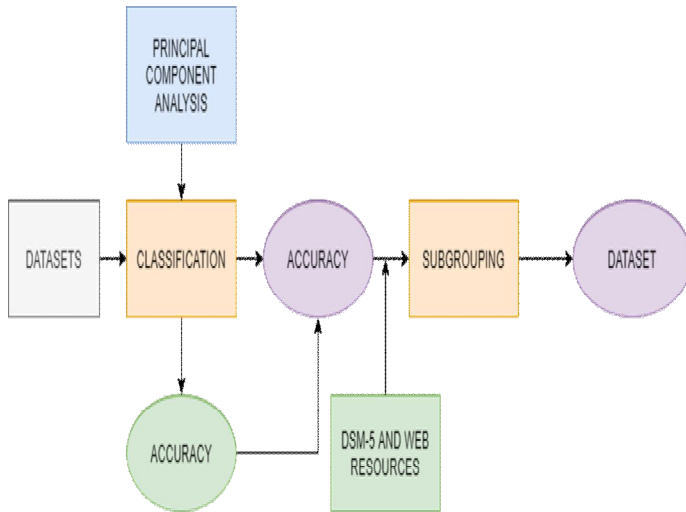 PRINCIPAL
COMPONENT
ANALYSIS
DATASETS
CLASSIFICATION
ACCURACY
SUBGROUPING
DATASET
ACCURACY
DSM-5 AND WEB
RESOURCES